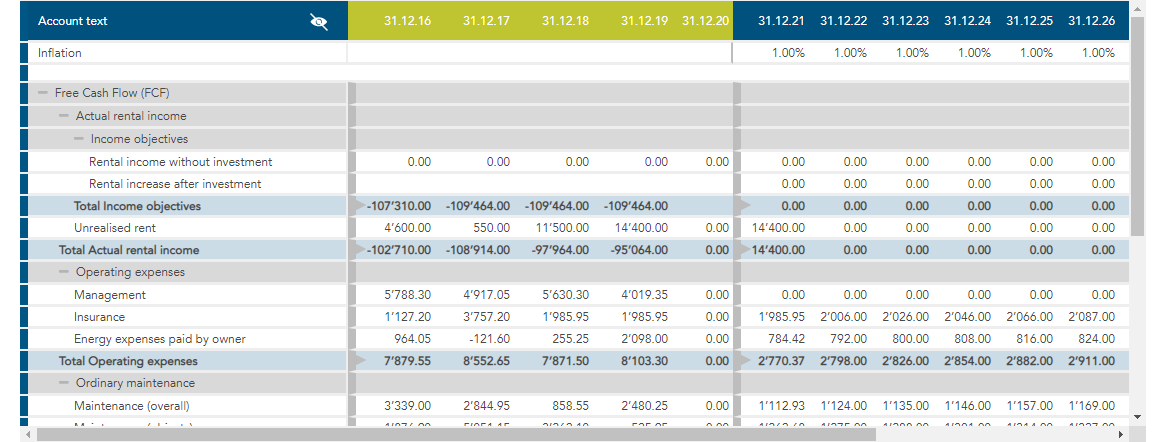 Account text 31.12.16 31.12.17 31.12.18 31.12.19 31.12.20 31.12.21 31.12.22 31.12.23 31.12.24 31.12.25 31.12.26
Inflation 1.00% 1.00% 1.00% 1.00% 1.00% 1.00%
Free Cash Flow (FCF)
Actual rental income
Income objectives
Rental income without investment 0.00 0.00 0.00 0.00 0.00 0.00 0.00 0.00 0.00 0.00 0.00
Rental increase after investment 0.00 0.00 0.00 0.00 0.00 0.00
Total Income objectives -107’310.00 -109’464.00 -109’464.00 -109’464.00 0.00 0.00 0.00 0.00 0.00 0.00
Unrealised rent 4’600.00 550.00 11’500.00 14’400.00 0.00 14’400.00 0.00 0.00 0.00 0.00 0.00
Total Actual rental income -102’710.00 -108’914.00 -97’964.00 -95’064.00 0.00 14’400.00 0.00 0.00 0.00 0.00 0.00
Operating expenses
Management 5’788.30 4’917.05 5’630.30 4’019.35 0.00 0.00 0.00 0.00 0.00 0.00 0.00
Insurance 1’127.20 3’757.20 1’985.95 1’985.95 0.00 1’985.95 2’006.00 2’026.00 2’046.00 2’066.00 2’087.00
Energy expenses paid by owner 964.05 -121.60 255.25 2’098.00 0.00 784.42 792.00 800.00 808.00 816.00 824.00
Total Operating expenses 7’879.55 8’552.65 7’871.50 8’103.30 0.00 2’770.37 2’798.00 2’826.00 2’854.00 2’882.00 2’911.00
Ordinary maintenance
Maintenance (overall) 3’339.00 2’844.95 858.55 2’480.25 0.00 1’112.93 1’124.00 1’135.00 1’146.00 1’157.00 1’169.00